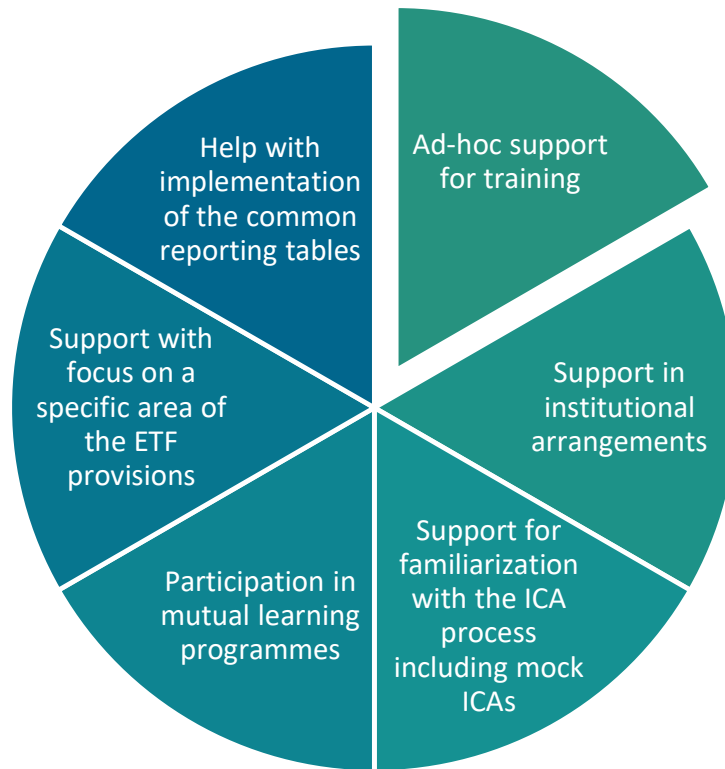 Ad-hoc support
for training
Support in
institutional
arrangements
Support for
familiarization
with the ICA
process
including mock
ICAs
Participation in
mutual learning
programmes
Support with
focus on a
specific area of
the ETF
provisions
Help with
implementation
of the common
reporting tables